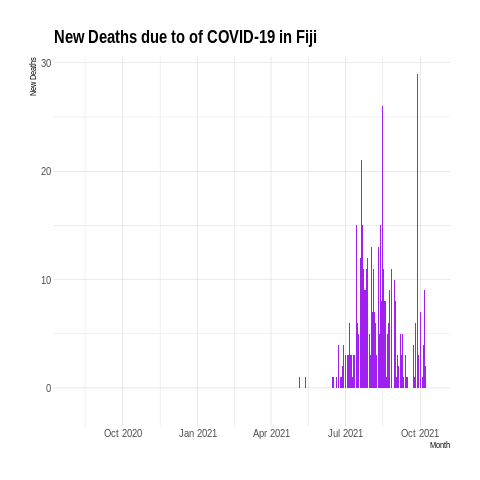 New Deaths due to of COVID-19 in Fiji
New Deaths
30
20
10
0
Oct 2020 Jan 2021 Apr 2021 Jul 2021 Oct 2021
Month